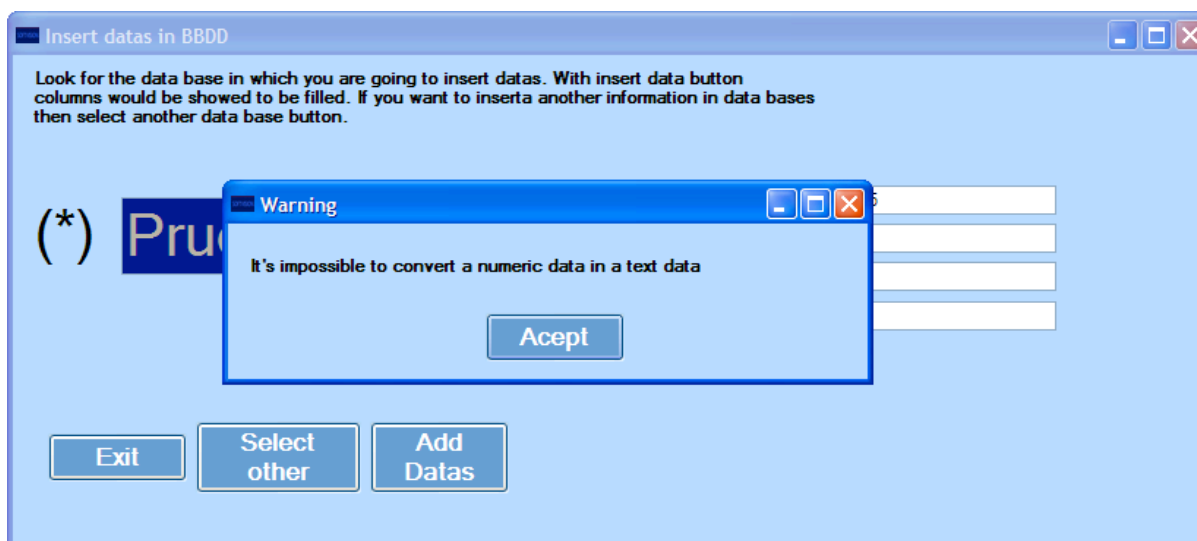 Insert datas in BBDD
Look for the data base in which you are going to insert datas. With insert data button
columns would be showed to be filled. If you want to inserta another information in data bases
then select another data base button.
Warning
(*) Pru
It's impossible to convert a numeric data in a text data
Acept
Exit
Select
other
Add
Datas